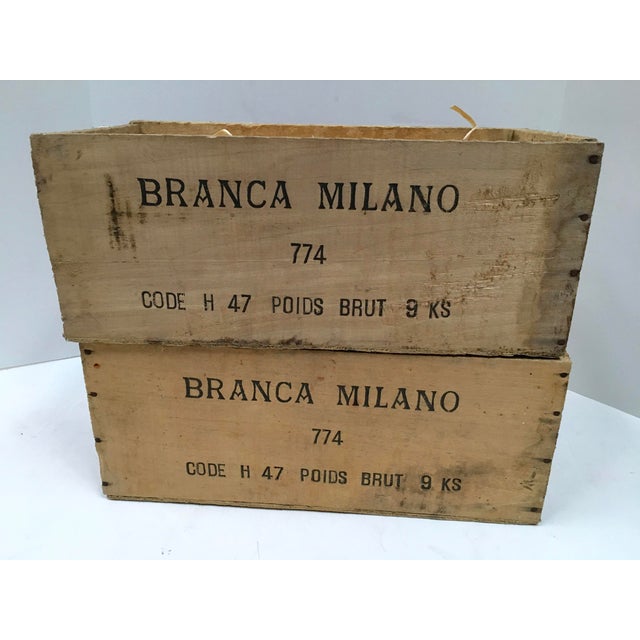 BRANCA MILANO
774
CODE H 47 POIDS BRUT 9 KS
BRANCA MILANO
774
CODE H 47 POIDS BRUT 9 KS